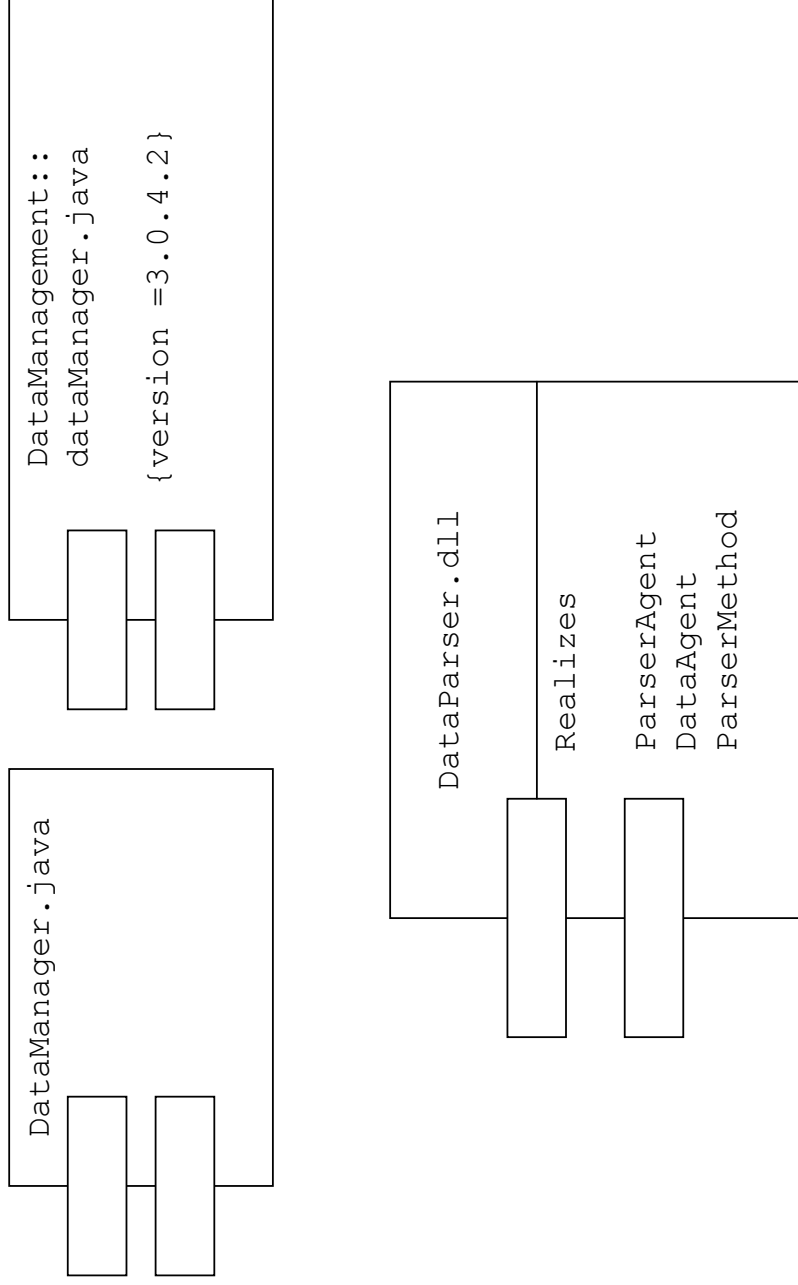 DataManager.java
DataManagement::
dataManager.java
{version =3.0.4.2}
DataParser.dll
Realizes
ParserAgent
DataAgent
ParserMethod